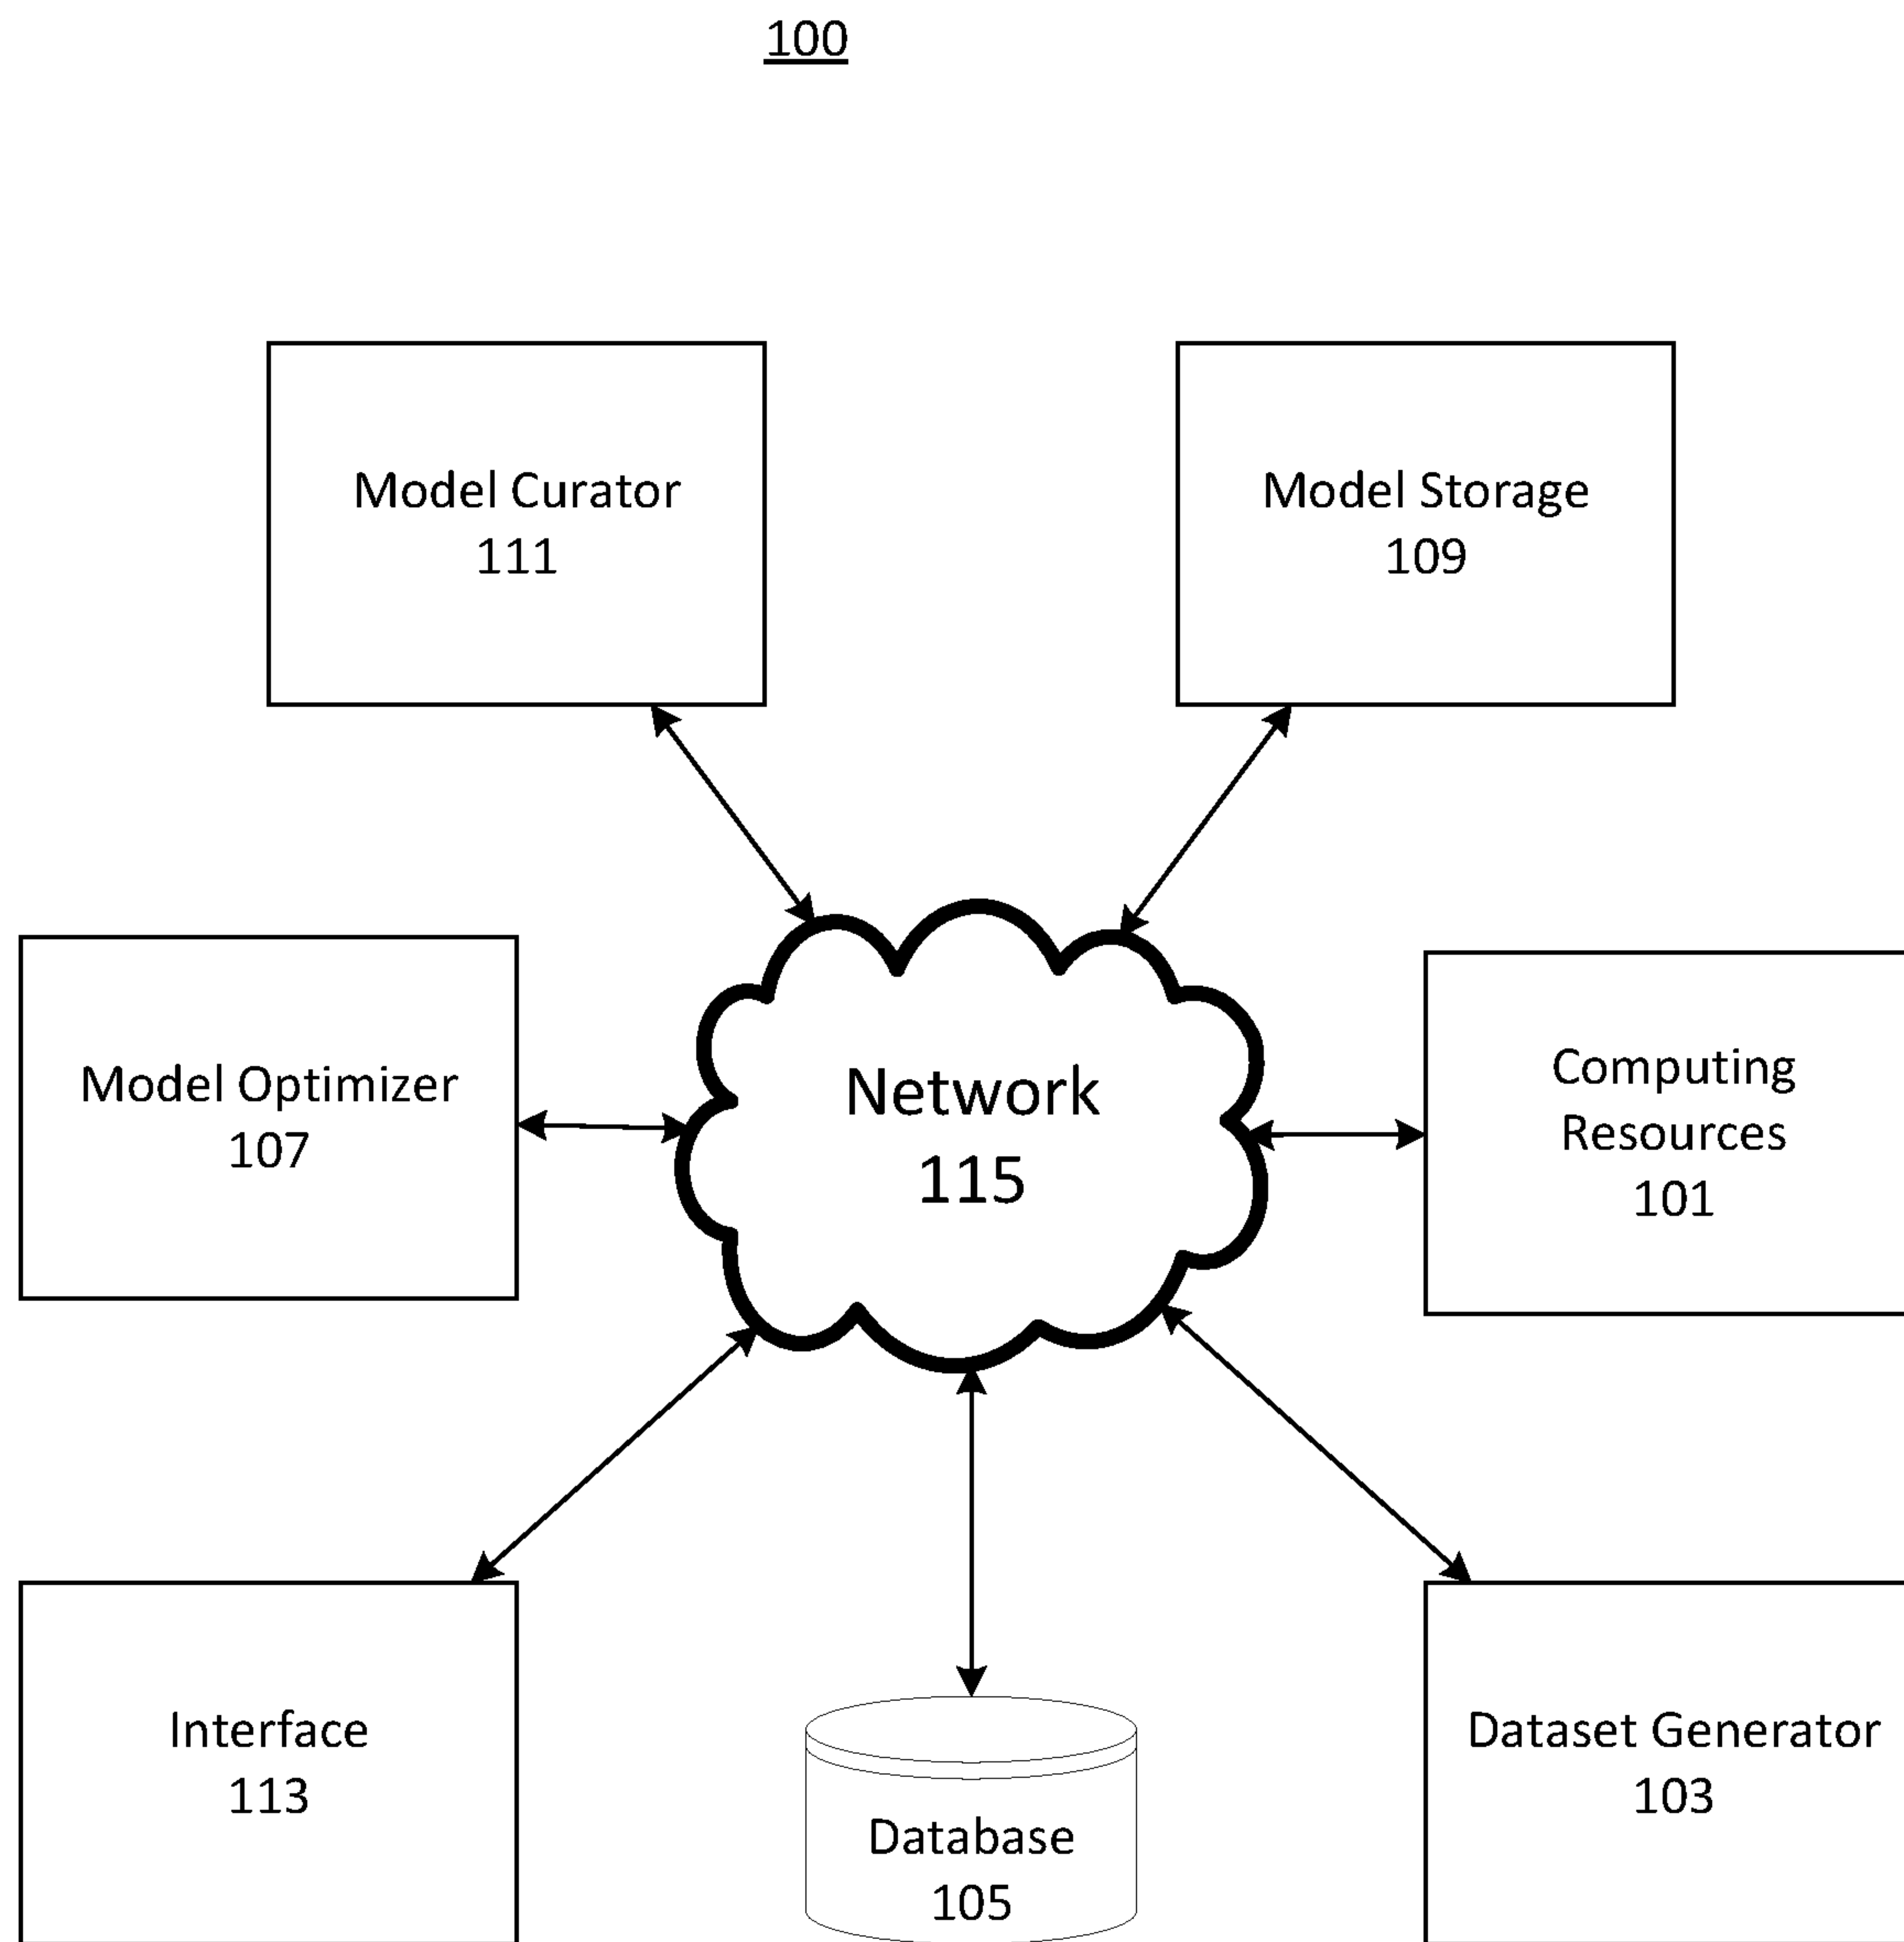 100
Model Curator
111
Model Storage
109
Model Optimizer
107
Network
115
Computing
Resources
101
Interface
113
Database
105
Dataset Generator
103